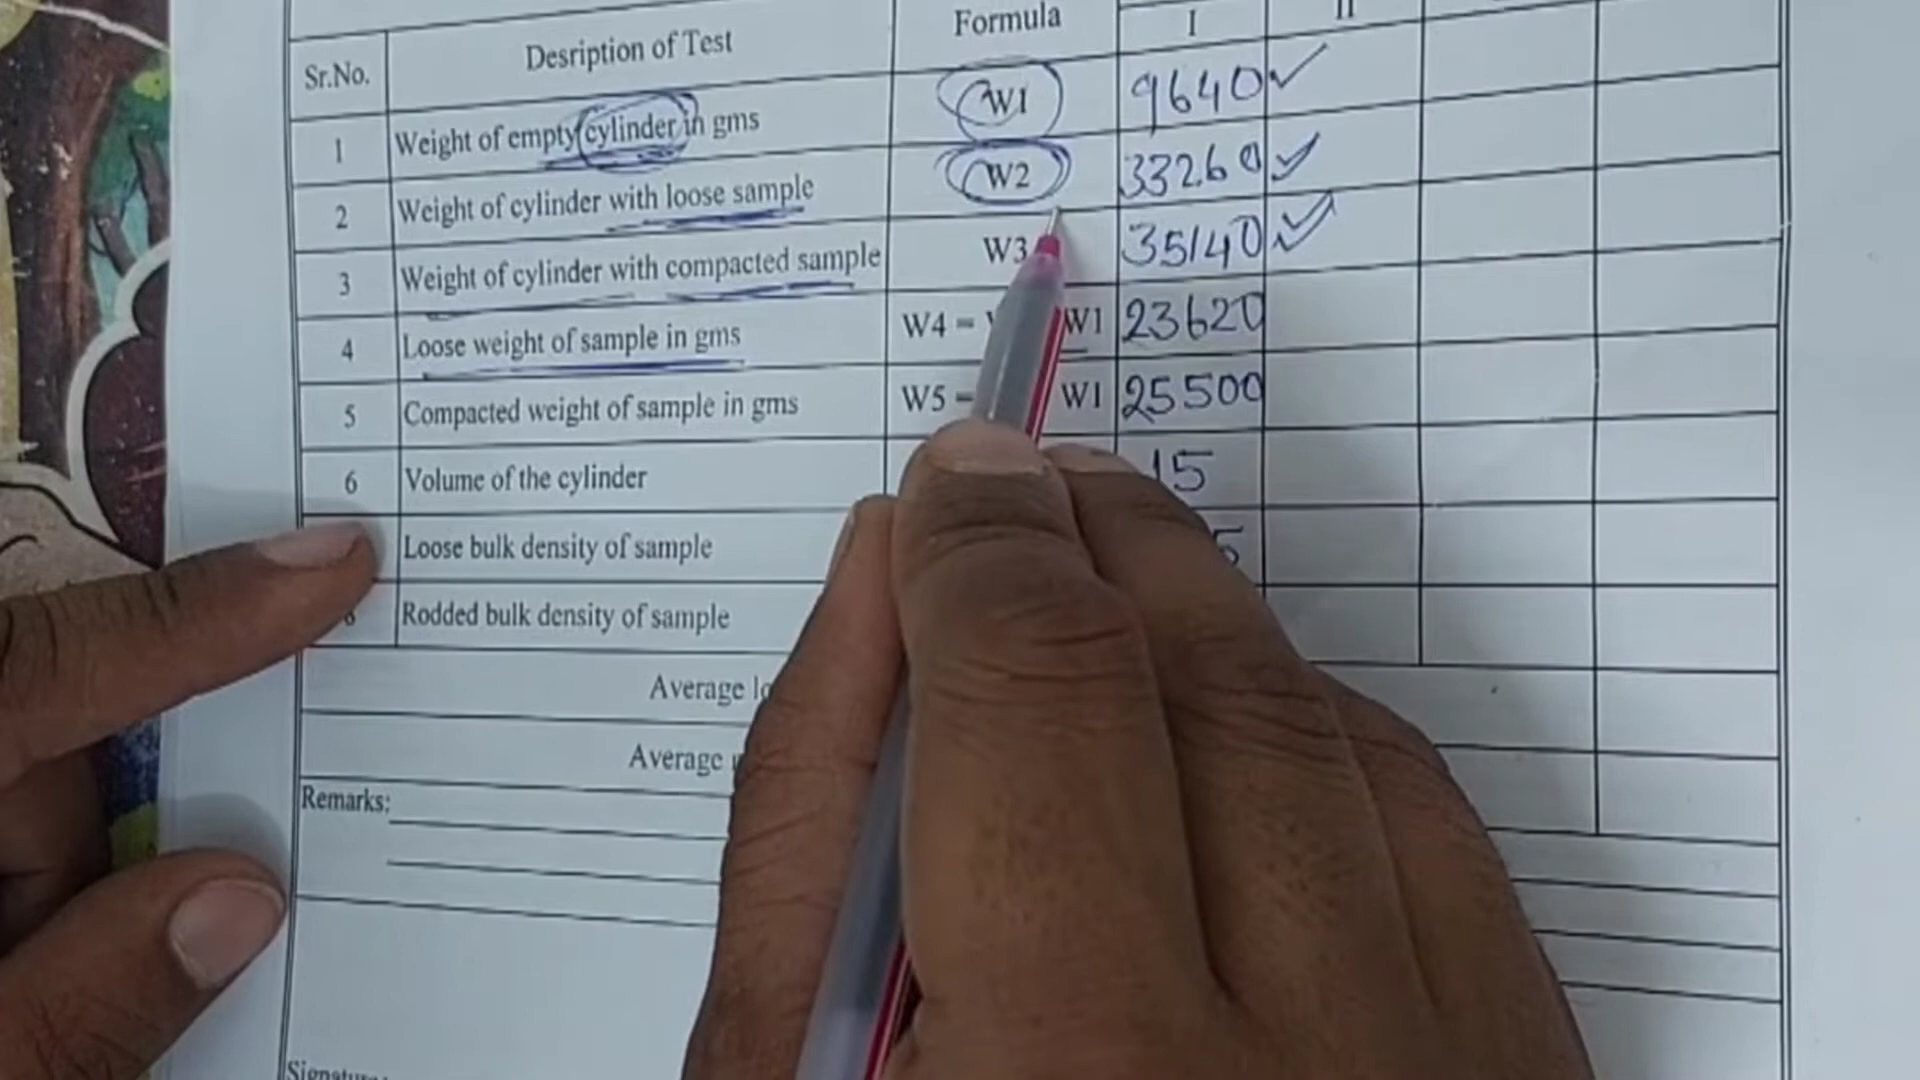 Sr.No. Desription of Test Formula I II
1 Weight of empty cylinder in gms W1 9640
2 Weight of cylinder with loose sample W2 33260
3 Weight of cylinder with compacted sample W3 35140
4 Loose weight of sample in gms W4 = W1 23620
5 Compacted weight of sample in gms W5 = W1 25500
6 Volume of the cylinder 15
Loose bulk density of sample 5
8 Rodded bulk density of sample
Average
Average
Remarks: